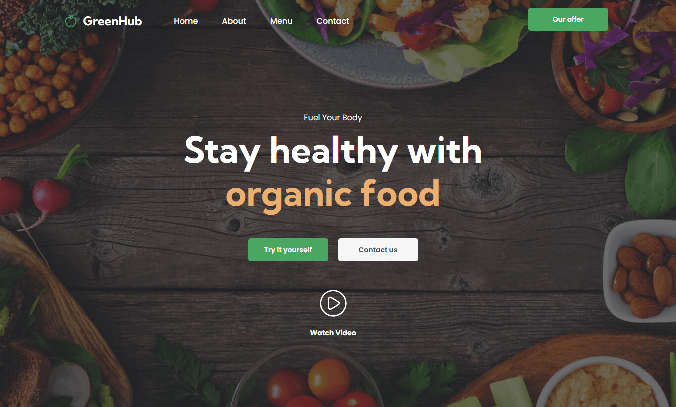 GreenHub Home About Menu Contact Our offer
Fuel Your Body
Stay healthy with
organic food
Try it yourself Contact us
Watch Video